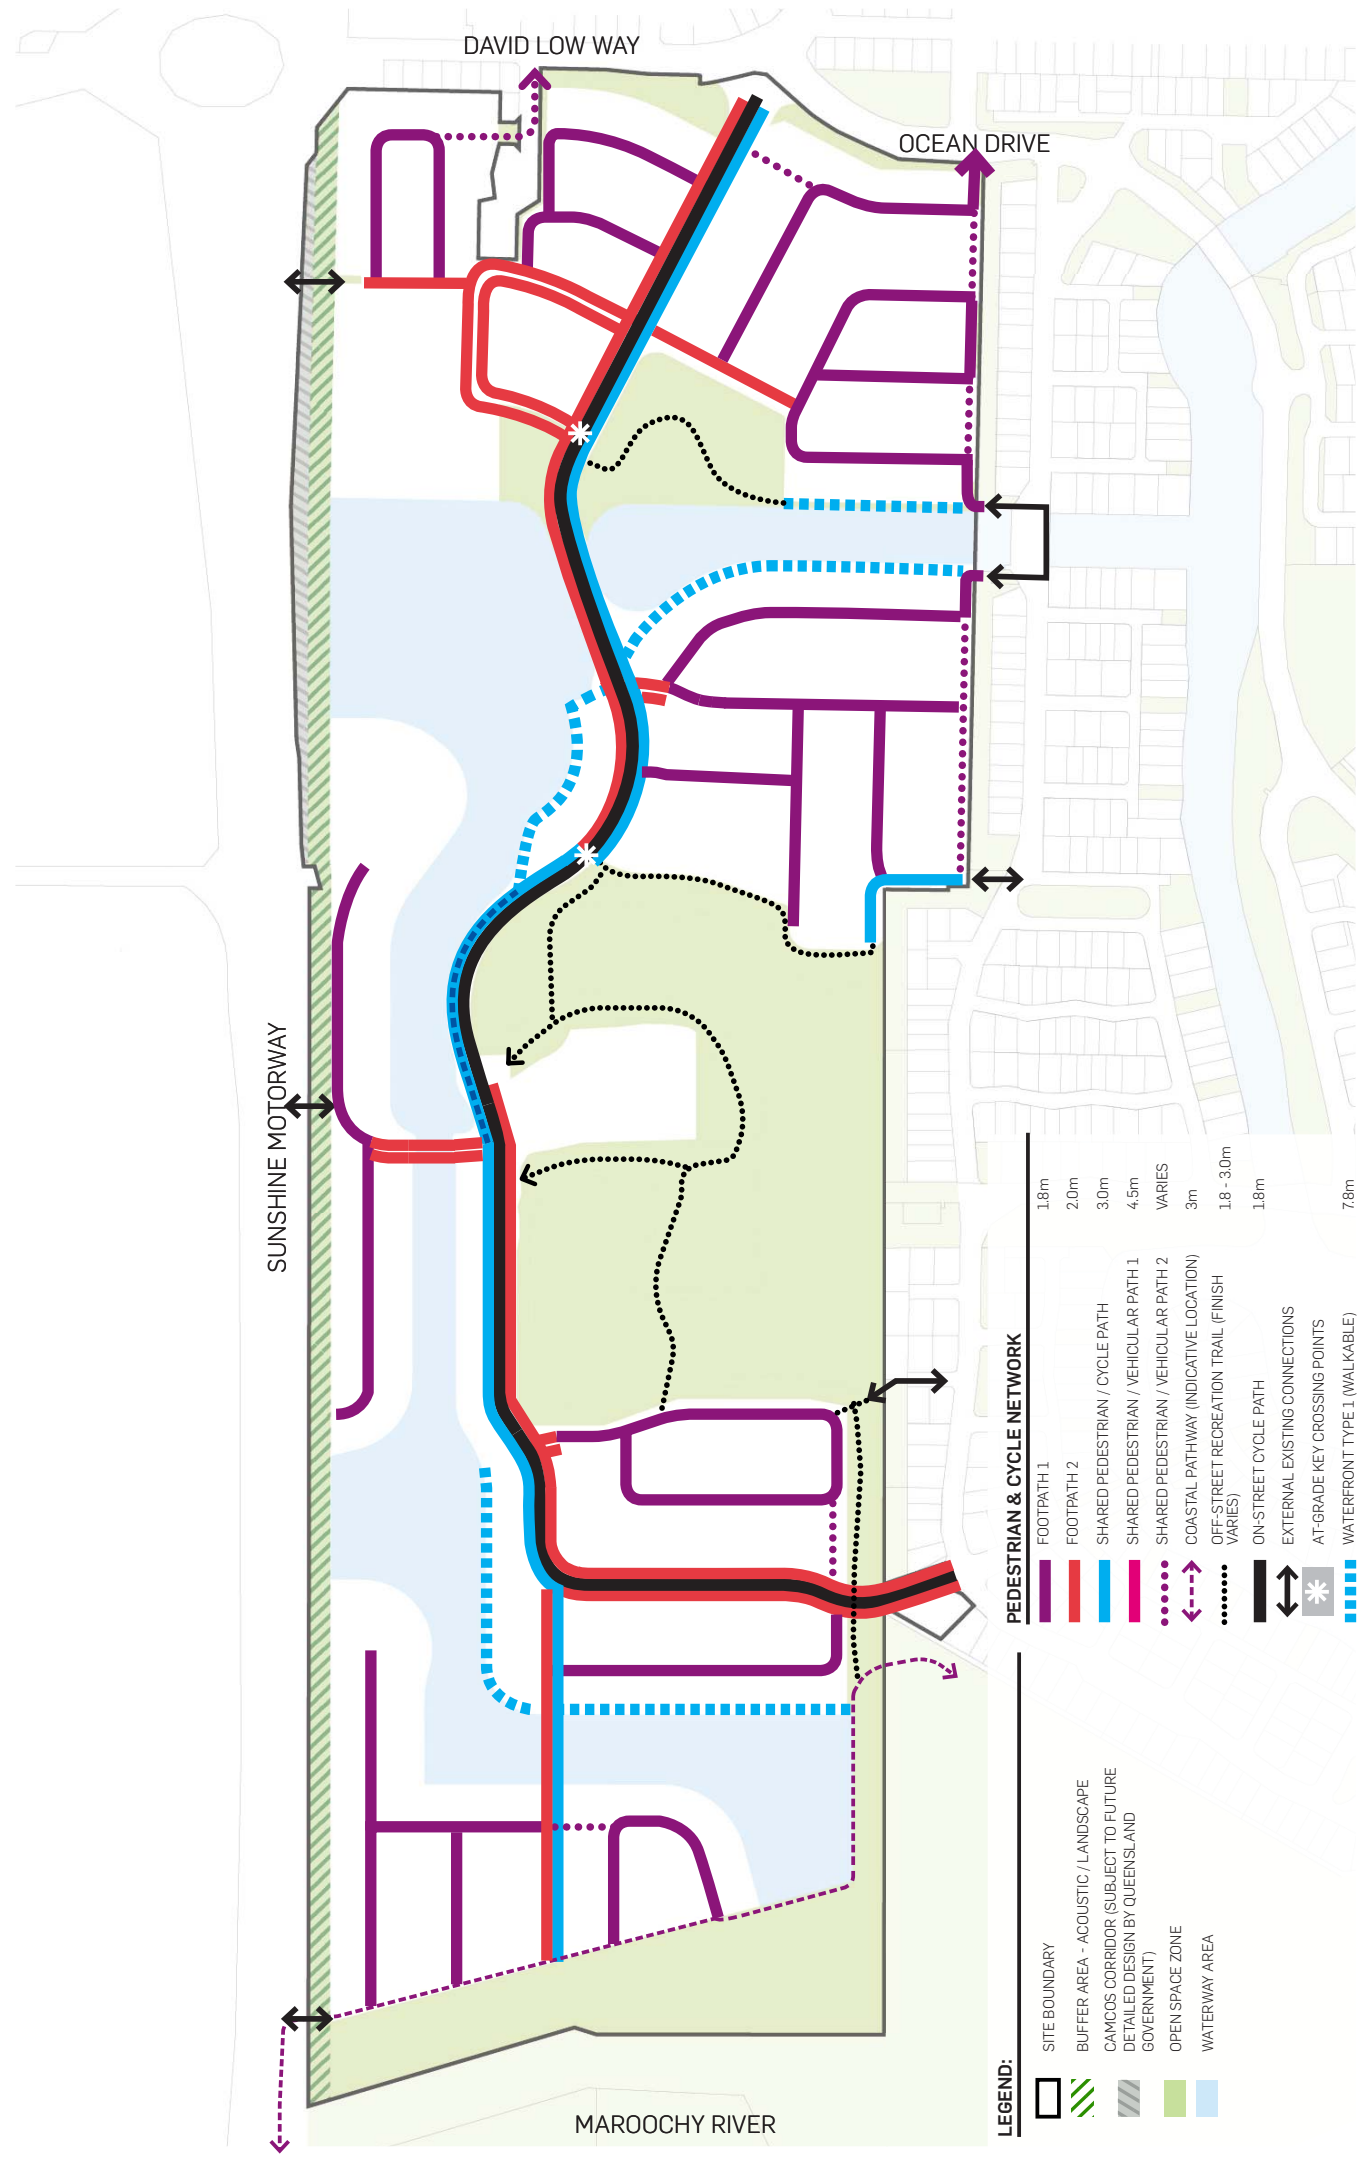 DAVID LOW WAY
OCEAN DRIVE
SUNSHINE MOTORWAY
MAROOCHY RIVER
PEDESTRIAN & CYCLE NETWORK
FOOTPATH 1 1.8m
FOOTPATH 2 2.0m
SHARED PEDESTRIAN / CYCLE PATH 3.0m
SHARED PEDESTRIAN / VEHICULAR PATH 1 4.5m
SHARED PEDESTRIAN / VEHICULAR PATH 2 VARIES
COASTAL PATHWAY (INDICATIVE LOCATION) 3m
OFF-STREET RECREATION TRAIL (FINISH 1.8 - 3.0m
VARIES)
ON-STREET CYCLE PATH 1.8m
EXTERNAL EXISTING CONNECTIONS
AT-GRADE KEY CROSSING POINTS
WATERFRONT TYPE 1 (WALKABLE) 7.8m
LEGEND:
SITE BOUNDARY
BUFFER AREA - ACOUSTIC / LANDSCAPE
CAMCOS CORRIDOR (SUBJECT TO FUTURE
DETAILED DESIGN BY QUEENSLAND
GOVERNMENT)
OPEN SPACE ZONE
WATERWAY AREA